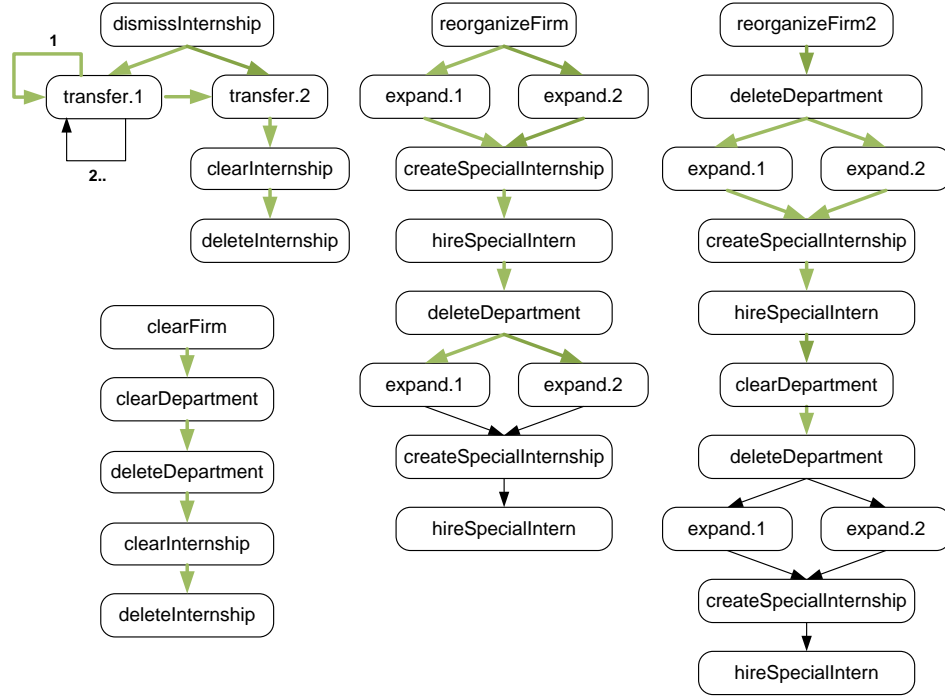 dismissInternship
1
transfer.1
transfer.2
2..
clearInternship
deleteInternship
clearFirm
clearDepartment
deleteDepartment
clearInternship
deleteInternship
reorganizeFirm
expand.1
expand.2
createSpecialInternship
hireSpecialIntern
deleteDepartment
expand.1
expand.2
createSpecialInternship
hireSpecialIntern
reorganizeFirm2
deleteDepartment
expand.1
expand.2
createSpecialInternship
hireSpecialIntern
clearDepartment
deleteDepartment
expand.1
expand.2
createSpecialInternship
hireSpecialIntern